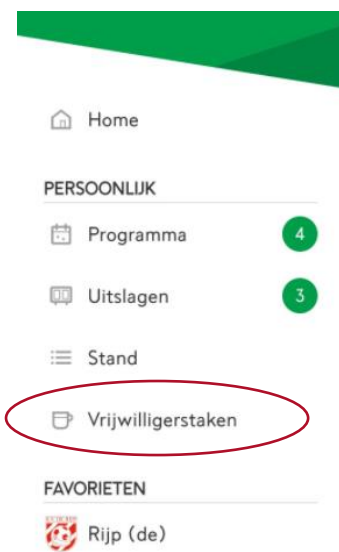 Home
PERSOONLIJK
Programma 4
Uitslagen 3
Stand
Vrijwilligerstaken
FAVORIETEN
Rijp (de)